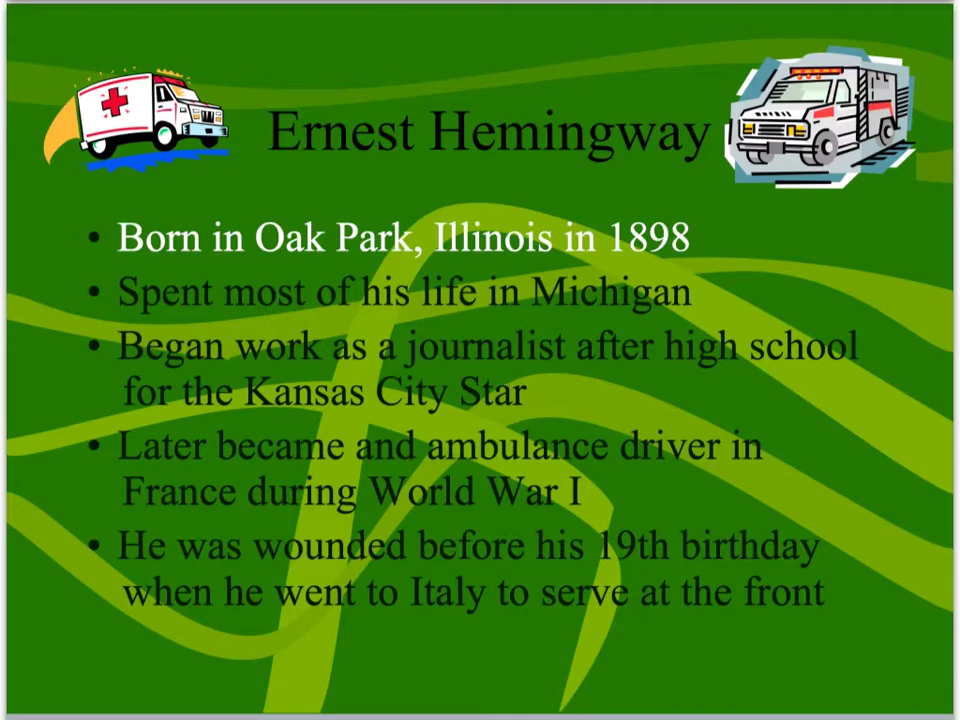 Ernest Hemingway
• Born in Oak Park, Illinois in 1898
• Spent most of his life in Michigan
• Began work as a journalist after high school
for the Kansas City Star
• Later became and ambulance driver in
France during World War I
• He was wounded before his 19th birthday
when he went to Italy to serve at the front